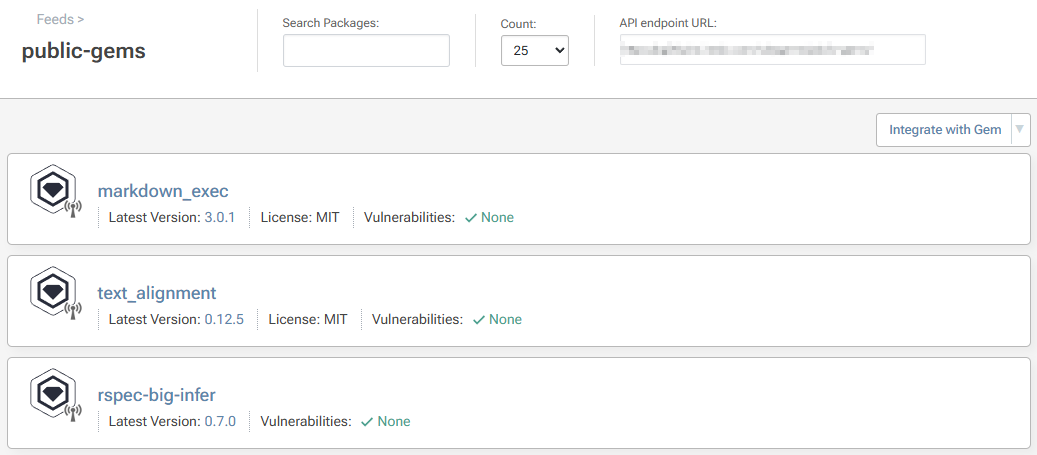 Feeds >
public-gems
Search Packages:
Count:
25
API endpoint URL:
Integrate with Gem
markdown_exec
Latest Version: 3.0.1 License: MIT Vulnerabilities: None
text_alignment
Latest Version: 0.12.5 License: MIT Vulnerabilities: None
rspec-big-infer
Latest Version: 0.7.0 Vulnerabilities: None